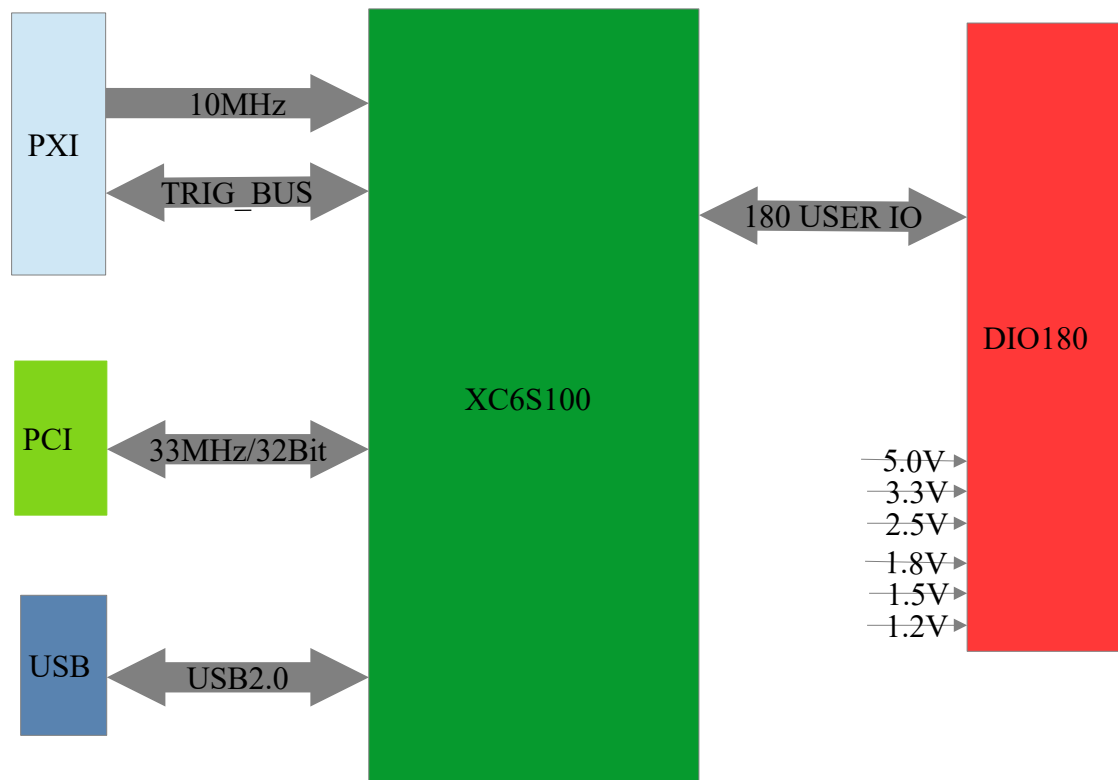 PXI
10MHz
TRIG_BUS
180 USER IO
DIO180
XC6S100
PCI
33MHz/32Bit
5.0V
3.3V
2.5V
1.8V
1.5V
1.2V
USB
USB2.0